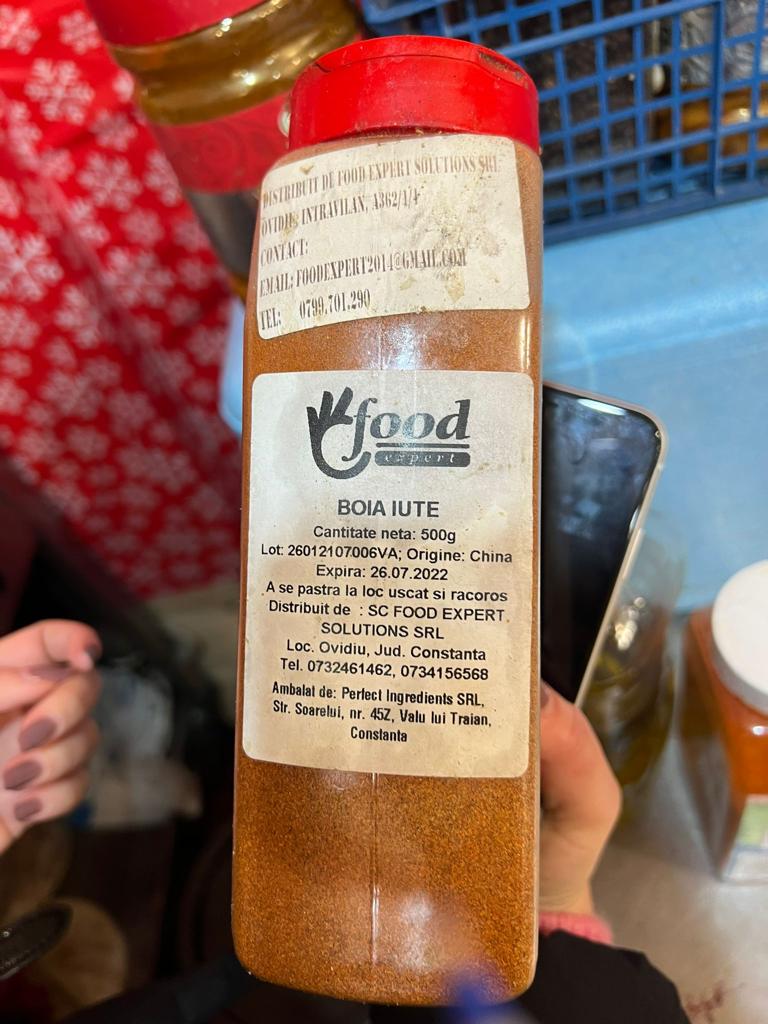 DISTRIBUIT DE FOOD EXPERT SOLUTIONS SRL
OVIDIU INTRAVILAN, A362/1/4
CONTACT:
EMAIL: FOODEXPERT2014@GMAIL.COM
TEL: 0799.701.290
food
expert
BOIA IUTE
Cantitate neta: 500g
Lot: 26012107006VA; Origine: China
Expira: 26.07.2022
A se pastra la loc uscat si racoros
Distribuit de : SC FOOD EXPERT
SOLUTIONS SRL
Loc. Ovidiu, Jud. Constanta
Tel. 0732461462, 0734156568
Ambalat de: Perfect Ingredients SRL,
Str. Soarelui, nr. 45Z, Valu lui Traian,
Constanta